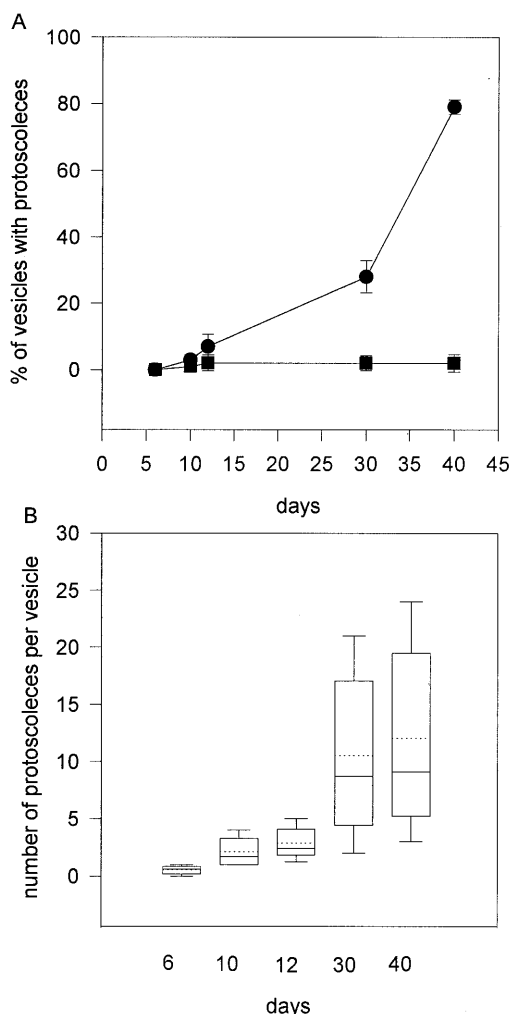 A
% of vesicles with protoscoleces
100
80
60
40
20
0
0 5 10 15 20 25 30 35 40 45
days
B
number of protoscoleces per vesicle
30
25
20
15
10
5
0
6 10 12 30 40
days